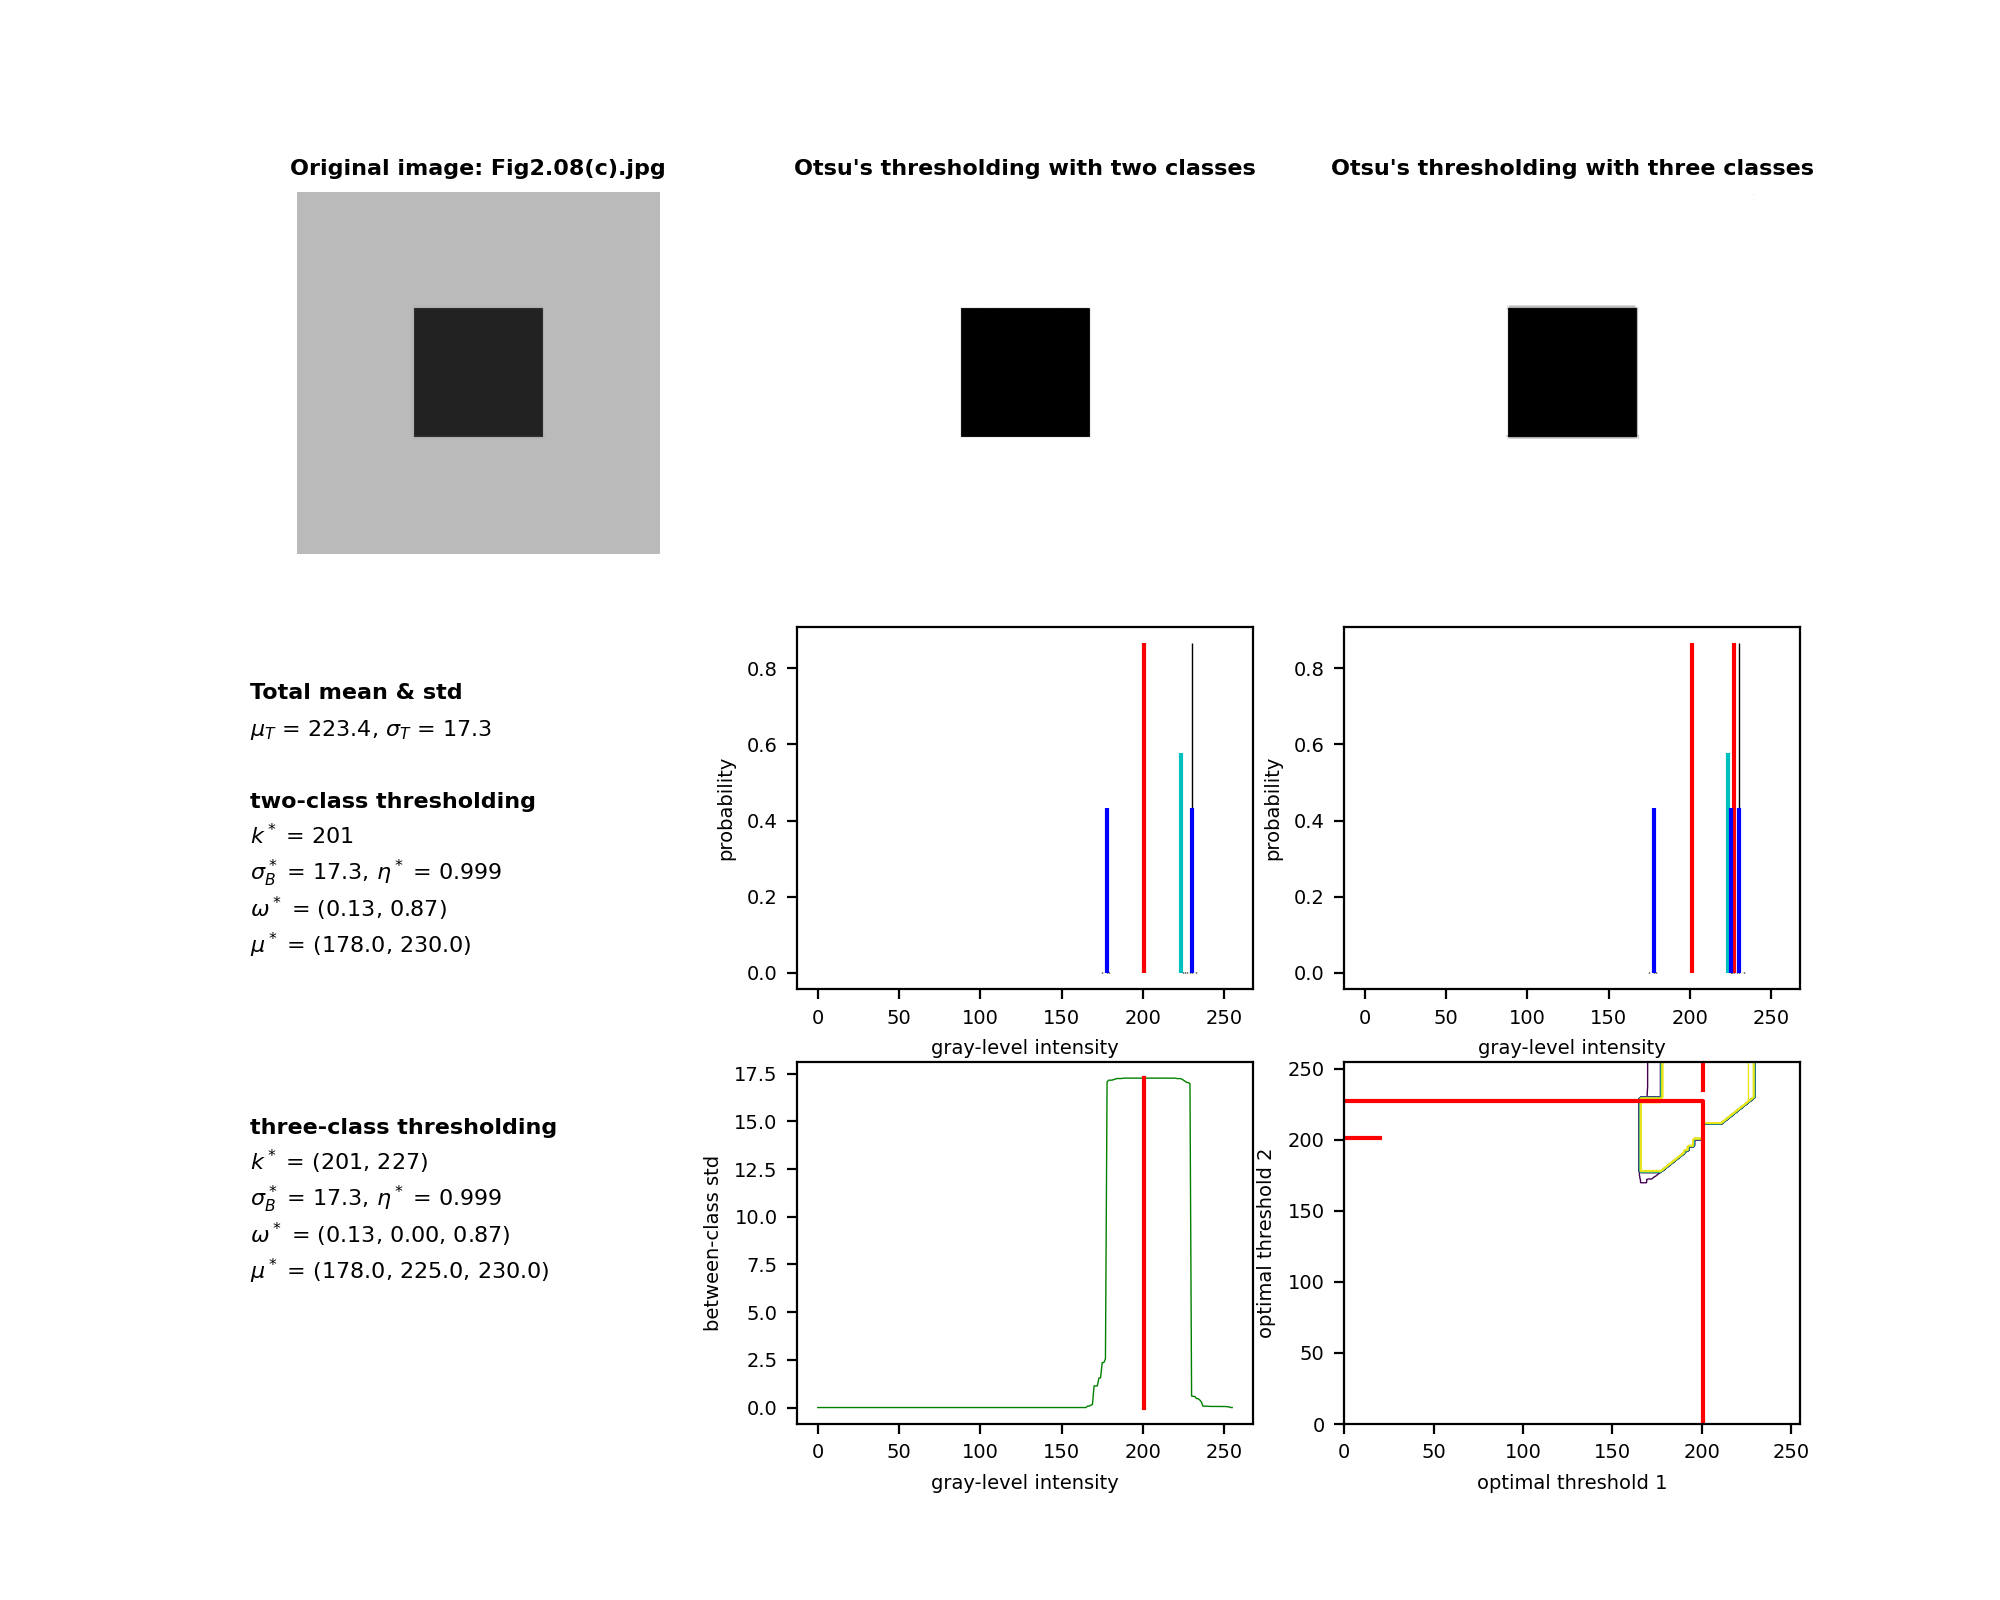 Original image: Fig2.08(c).jpg
Otsu's thresholding with two classes
Otsu's thresholding with three classes
Total mean & std
μ_T = 223.4, σ_T = 17.3
two-class thresholding
k* = 201
σ*_B = 17.3, η* = 0.999
ω* = (0.13, 0.87)
μ* = (178.0, 230.0)
probability
0.8
0.6
0.4
0.2
0.0
0 50 100 150 200 250
gray-level intensity
probability
0.8
0.6
0.4
0.2
0.0
0 50 100 150 200 250
gray-level intensity
three-class thresholding
k* = (201, 227)
σ*_B = 17.3, η* = 0.999
ω* = (0.13, 0.00, 0.87)
μ* = (178.0, 225.0, 230.0)
between-class std
17.5
15.0
12.5
10.0
7.5
5.0
2.5
0.0
0 50 100 150 200 250
gray-level intensity
optimal threshold 2
250
200
150
100
50
0
0 50 100 150 200 250
optimal threshold 1